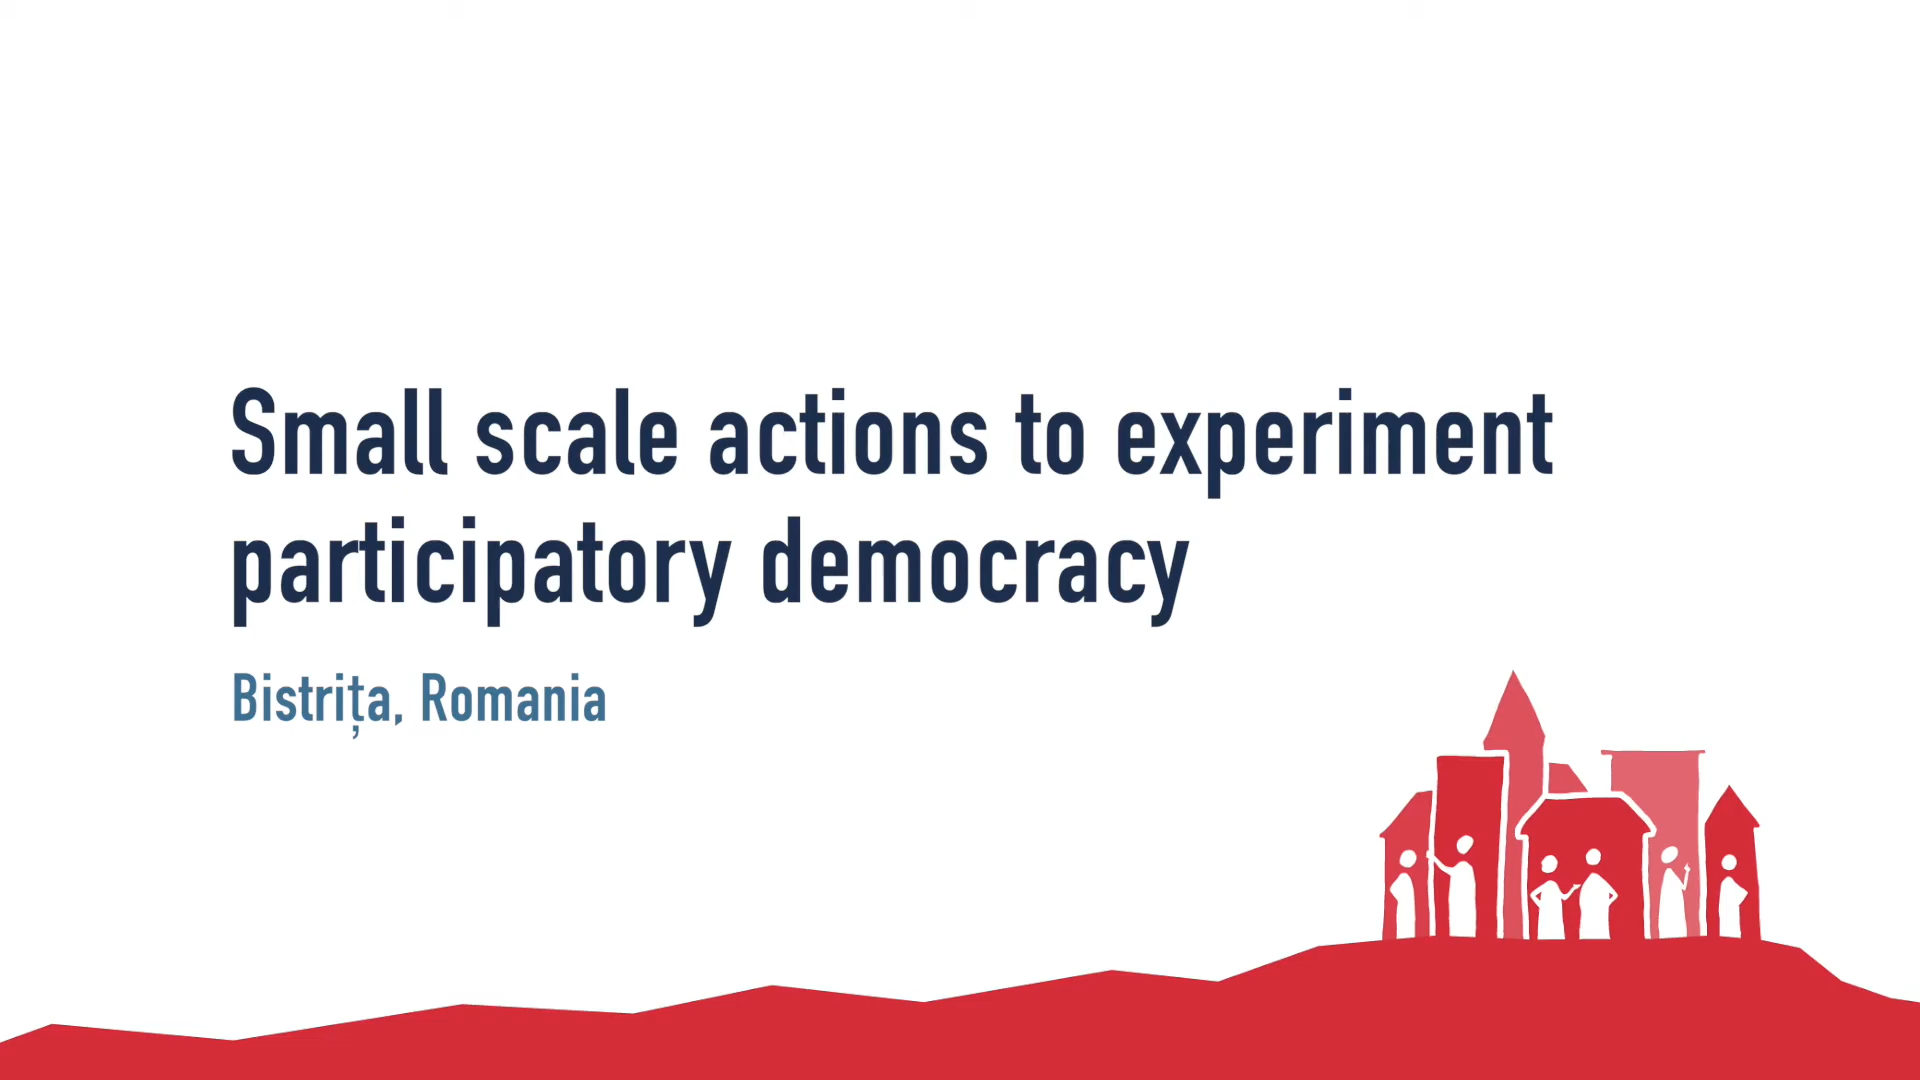 Small scale actions to experiment
participatory democracy
Bistrița, Romania